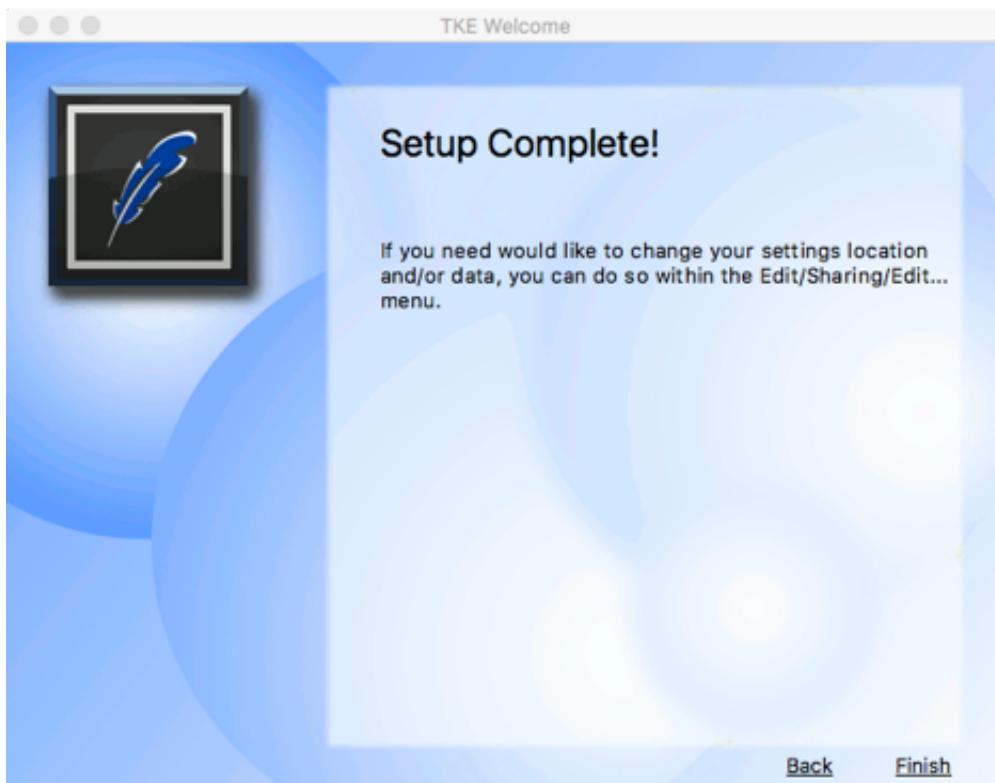 TKE Welcome
Setup Complete!
If you need would like to change your settings location
and/or data, you can do so within the Edit/Sharing/Edit...
menu.
Back Finish